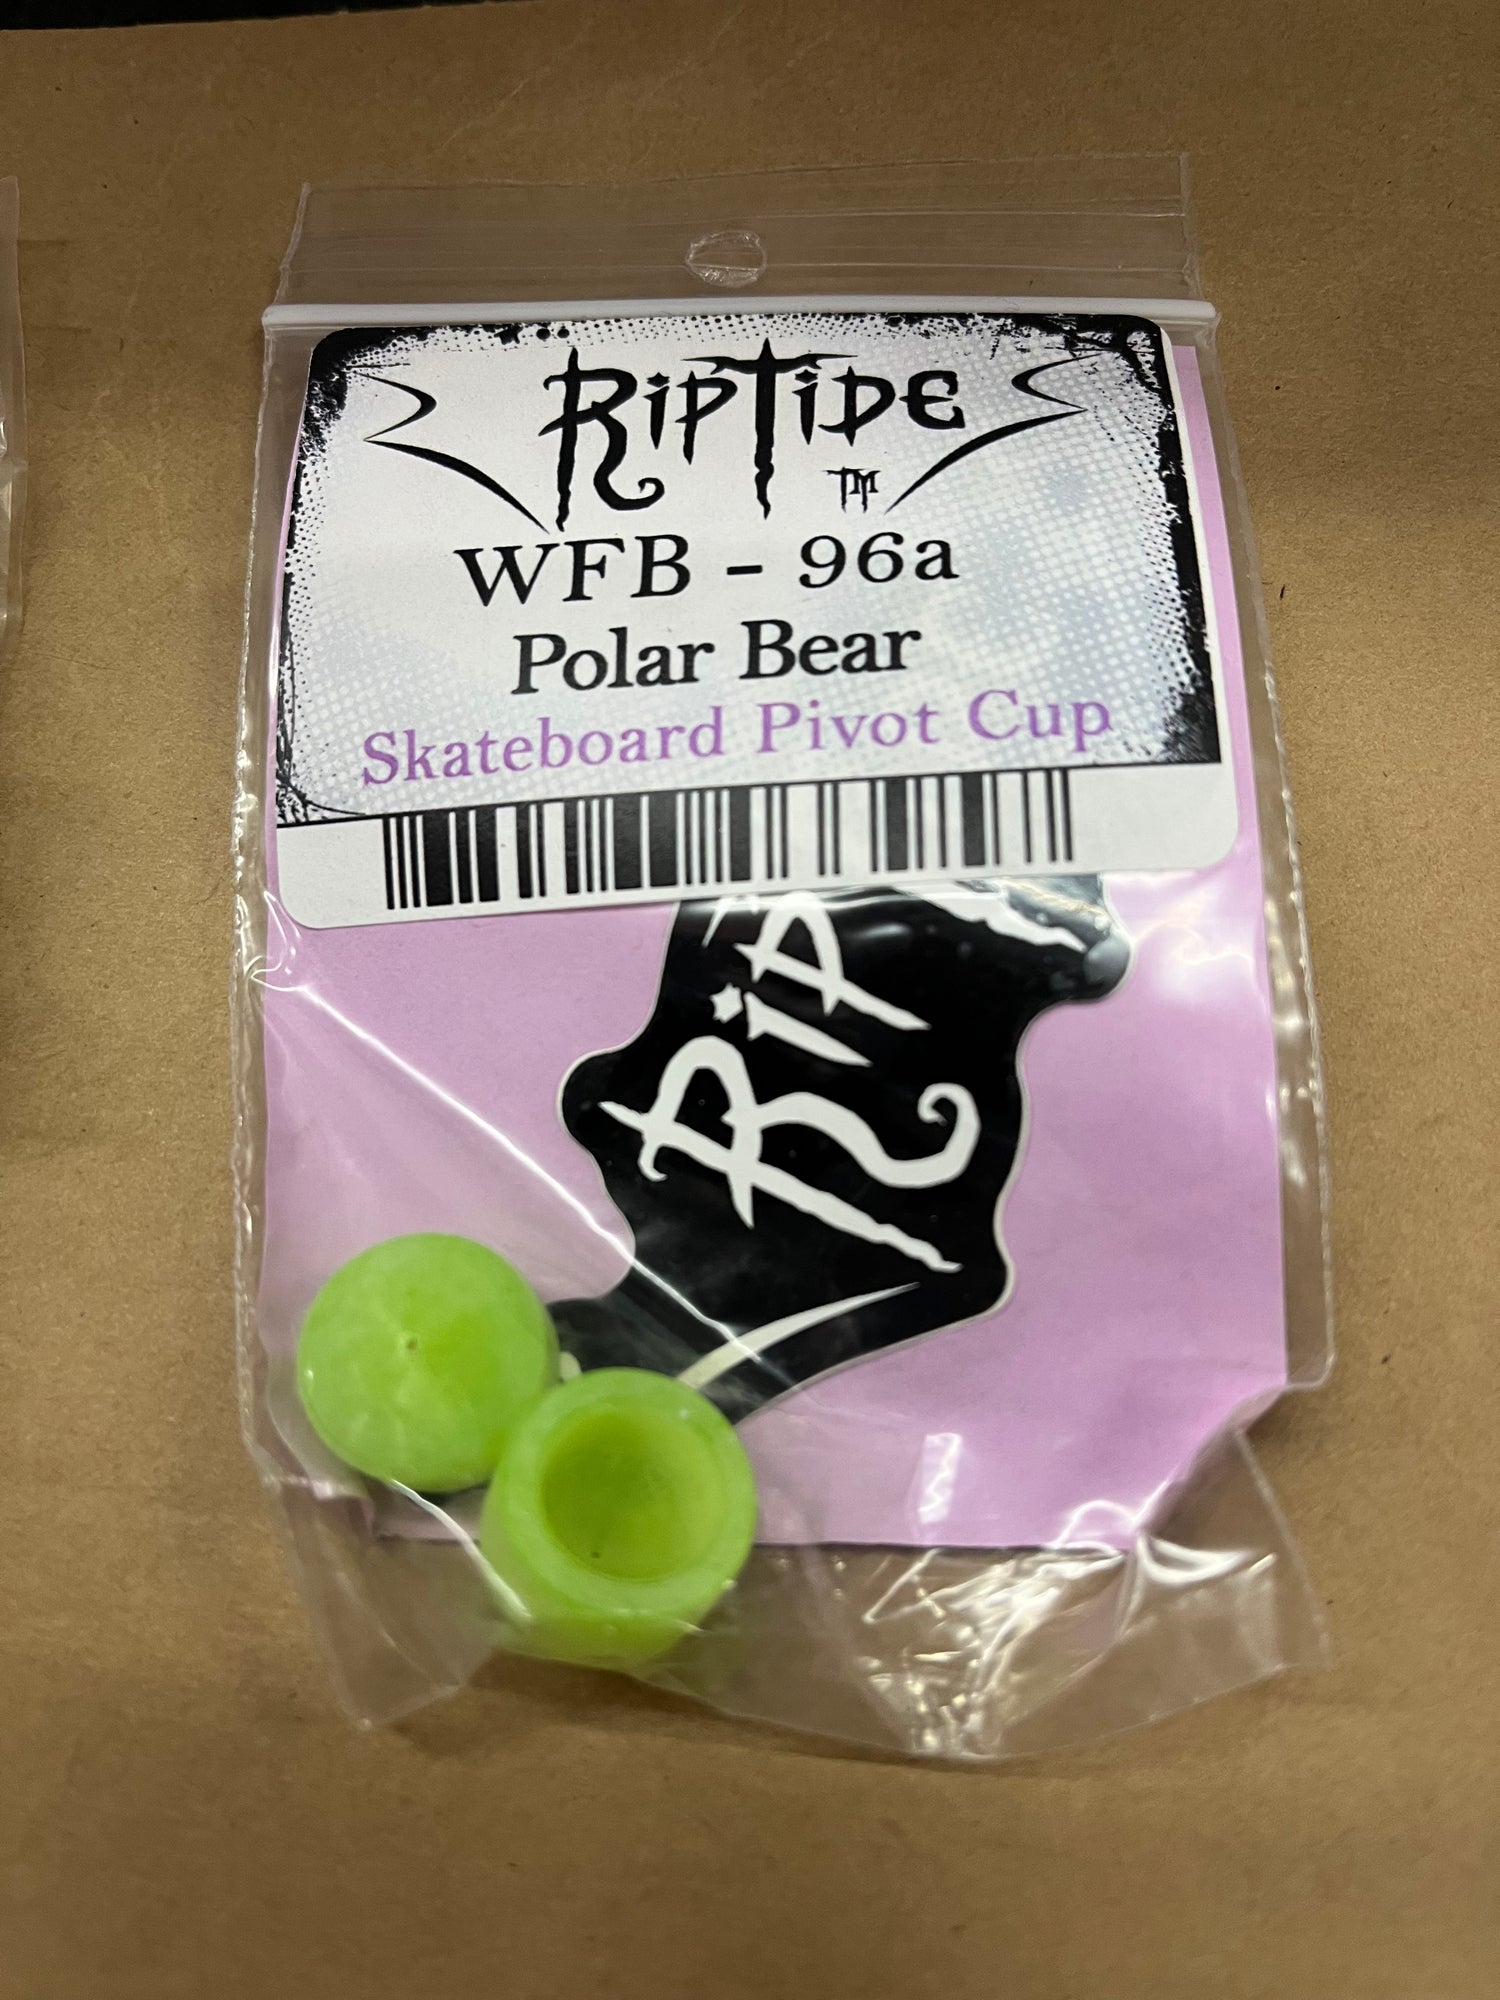 RipTide
TM
WFB - 96a
Polar Bear
Skateboard Pivot Cup
Rip